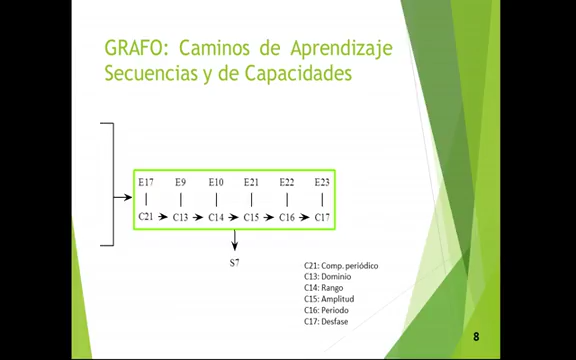 GRAFO: Caminos de Aprendizaje
Secuencias y de Capacidades
E17 E9 E10 E21 E22 E23
C21 C13 C14 C15 C16 C17
S7
C21: Comp. periódico
C13: Dominio
C14: Rango
C15: Amplitud
C16: Periodo
C17: Desfase
8